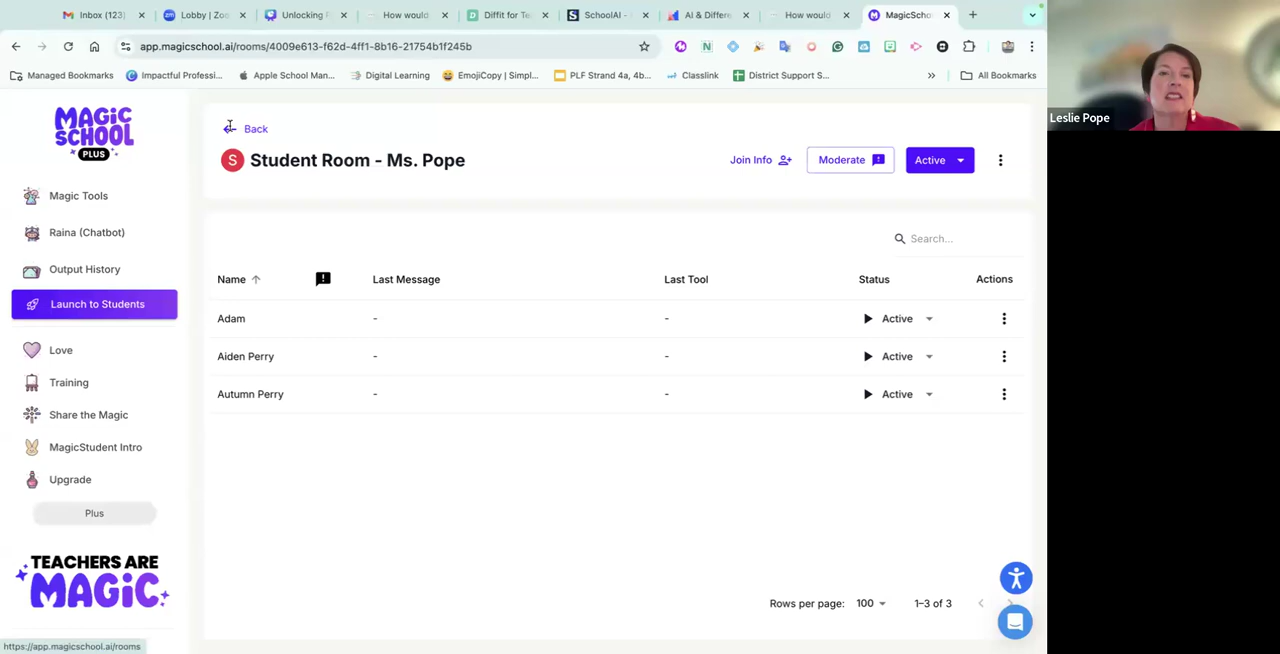 Inbox (123)
Lobby | Zoo
Unlocking
How would
Diffit for Te
SchoolAI -
AI & Differe
How would
MagicScho
app.magicschool.ai/rooms/4009e613-f62d-4ff1-8b16-21754b1f245b
Managed Bookmarks
Impactful Professi...
Apple School Man...
Digital Learning
EmojiCopy | Simpl...
PLF Strand 4a, 4b...
Classlink
District Support S...
All Bookmarks
MAGIC
SCHOOL
PLUS
Magic Tools
Raina (Chatbot)
Output History
Launch to Students
Love
Training
Share the Magic
MagicStudent Intro
Upgrade
Plus
TEACHERS ARE
MAGIC
Back
S
Student Room - Ms. Pope
Join Info
Moderate
Active
Search...
Name
Last Message
Last Tool
Status
Actions
Adam - - Active
Aiden Perry - - Active
Autumn Perry - - Active
Rows per page: 100
1–3 of 3
https://app.magicschool.ai/rooms
Leslie Pope